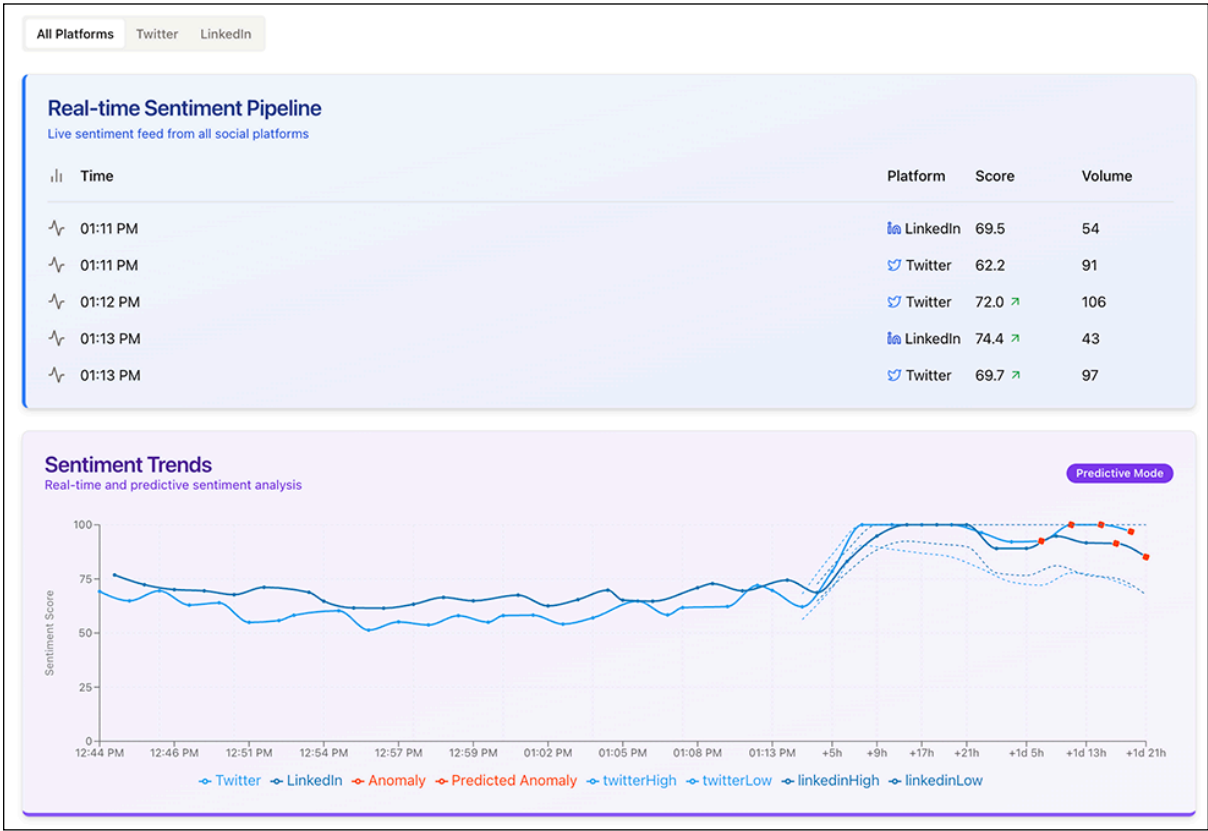 All Platforms Twitter LinkedIn
Real-time Sentiment Pipeline
Live sentiment feed from all social platforms
Time Platform Score Volume
01:11 PM LinkedIn 69.5 54
01:11 PM Twitter 62.2 91
01:12 PM Twitter 72.0 106
01:13 PM LinkedIn 74.4 43
01:13 PM Twitter 69.7 97
Sentiment Trends
Real-time and predictive sentiment analysis
Predictive Mode
100
75
50
25
0
Sentiment Score
12:44 PM 12:46 PM 12:51 PM 12:54 PM 12:57 PM 12:59 PM 01:02 PM 01:05 PM 01:08 PM 01:13 PM +5h +9h +17h +21h +1d 5h +1d 13h +1d 21h
Twitter LinkedIn Anomaly Predicted Anomaly twitterHigh twitterLow linkedinHigh linkedinLow